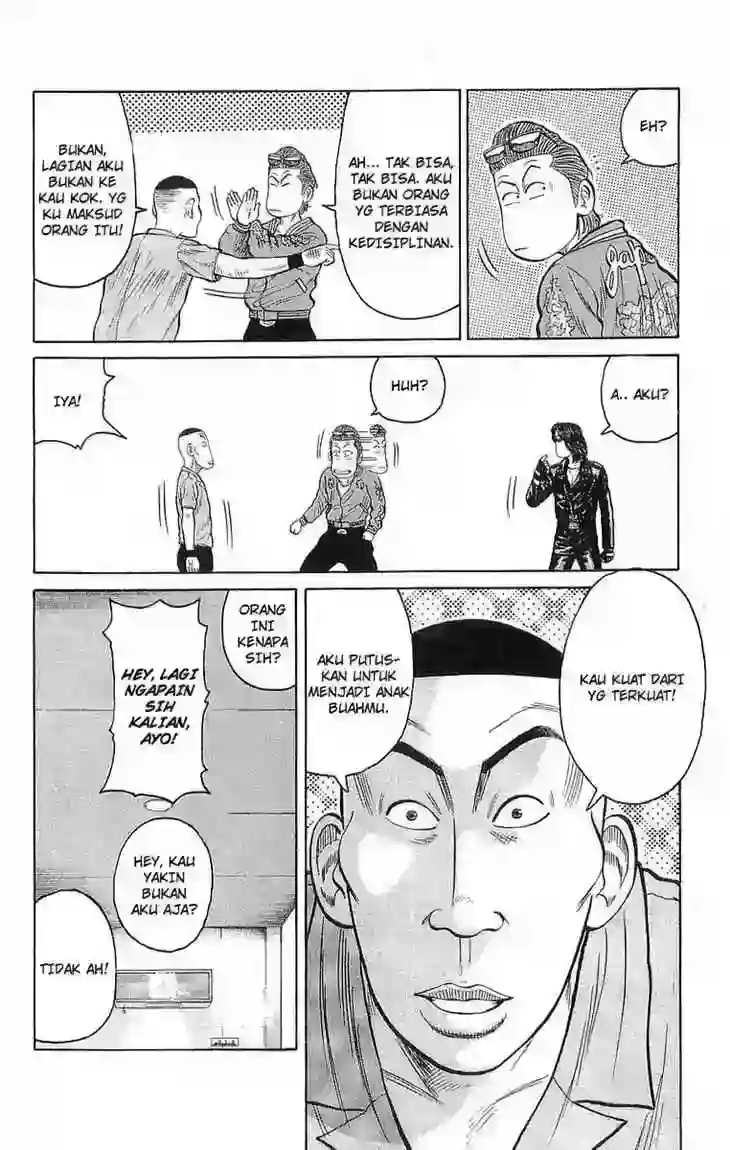 EH?
AH... TAK BISA,
TAK BISA. AKU
BUKAN ORANG
YG TERBIASA
DENGAN
KEDISIPLINAN.
BUKAN,
LAGIAN AKU
BUKAN KE
KAU KOK. YG
KU MAKSUD
ORANG ITU!
A.. AKU?
HUH?
IYA!
KAU KUAT DARI
YG TERKUAT!
AKU PUTUS-
KAN UNTUK
MENJADI ANAK
BUAHMU.
ORANG
INI
KENAPA
SIH?
HEY, LAGI
NGAPAIN
SIH
KALIAN,
AYO!
HEY, KAU
YAKIN
BUKAN
AKU AJA?
TIDAK AH!